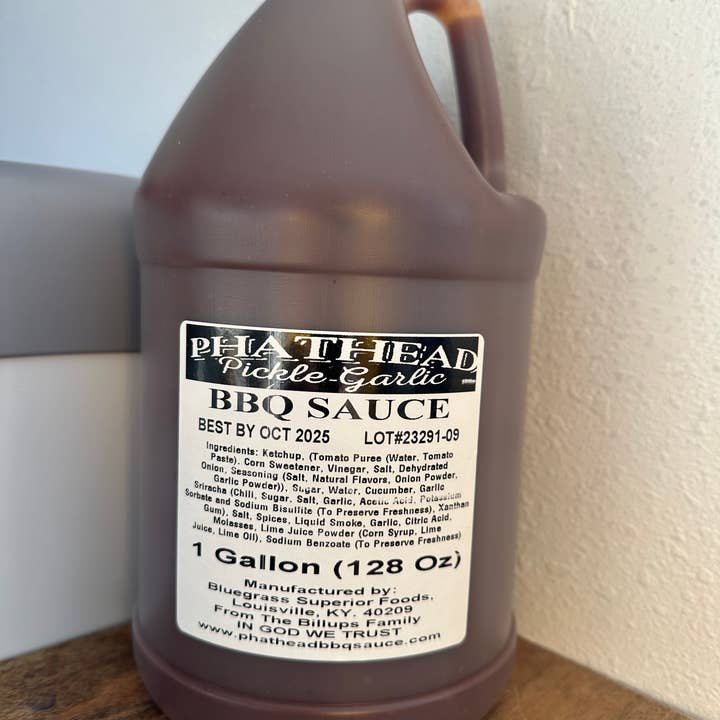 PHATHEAD
Pickle-Garlic
BBQ SAUCE
BEST BY OCT 2025 LOT#23291-09
Ingredients: Ketchup, (Tomato Puree (Water, Tomato
Paste). Corn Sweetener, Vinegar, Salt, Dehydrated
Onion, Seasoning (Salt, Natural Flavors, Onion Powder,
Garlic Powder)), Sugar, Water, Cucumber, Garlic
Sriracha (Chili, Sugar, Salt, Garlic, Acetic Acid, Potassium
Sorbate and Sodium Bisulfite (To Preserve Freshness), Xanthan
Gum), Salt, Spices, Liquid Smoke, Garlic, Citric Acid,
Molasses, Lime Juice Powder (Corn Syrup, Lime
Juice, Lime Oil), Sodium Benzoate (To Preserve Freshness)
1 Gallon (128 Oz)
Manufactured by:
Bluegrass Superior Foods,
Louisville, KY. 40209
From The Billups Family
IN GOD WE TRUST
www.phatheadbbqsauce.com